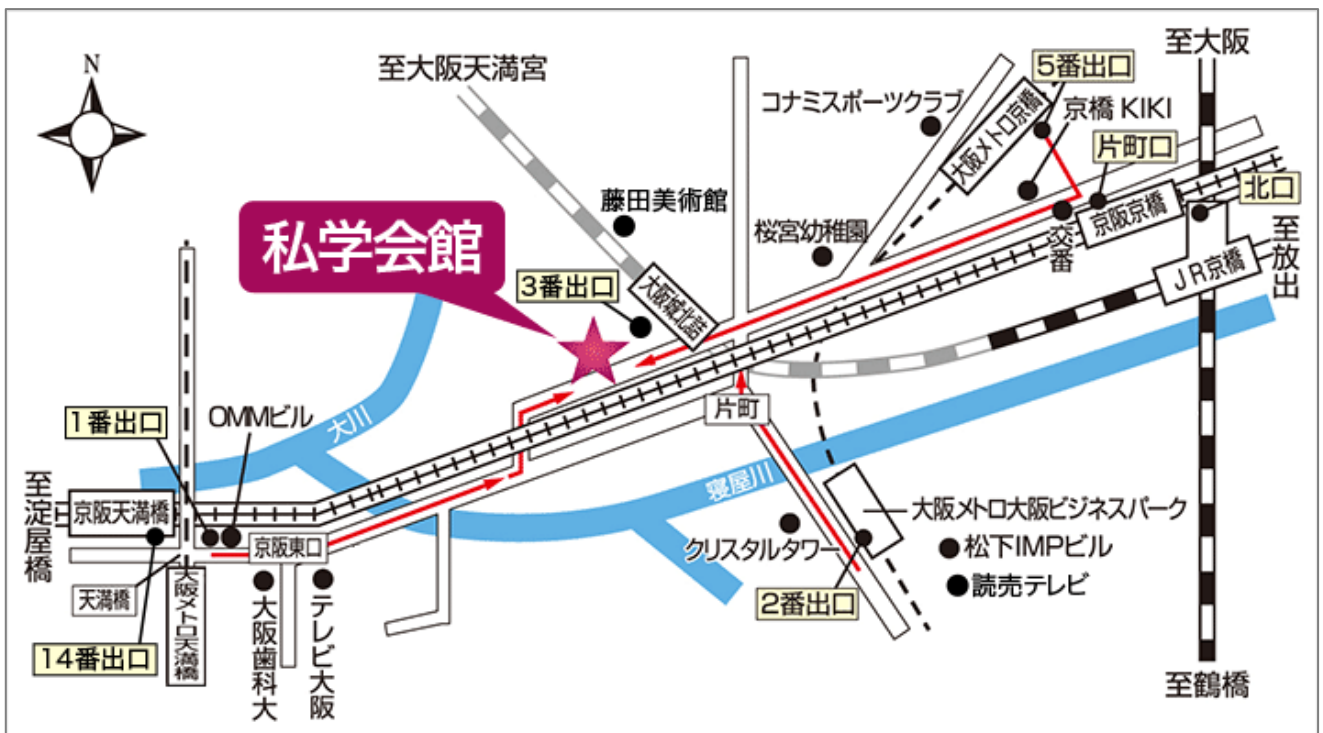 N
至大阪天満宮
コナミスポーツクラブ
大阪メトロ京橋
5番出口
京橋 KIKI
片町口
至大阪
北口
京阪京橋
交番
JR京橋
至放出
藤田美術館
桜宮幼稚園
私学会館
3番出口
大阪城北詰
片町
1番出口
OMMビル
大川
寝屋川
至淀屋橋
京阪天満橋
京阪東口
天満橋
大阪メトロ天満橋
14番出口
大阪歯科大
テレビ大阪
クリスタルタワー
2番出口
大阪メトロ大阪ビジネスパーク
松下IMPビル
読売テレビ
至鶴橋